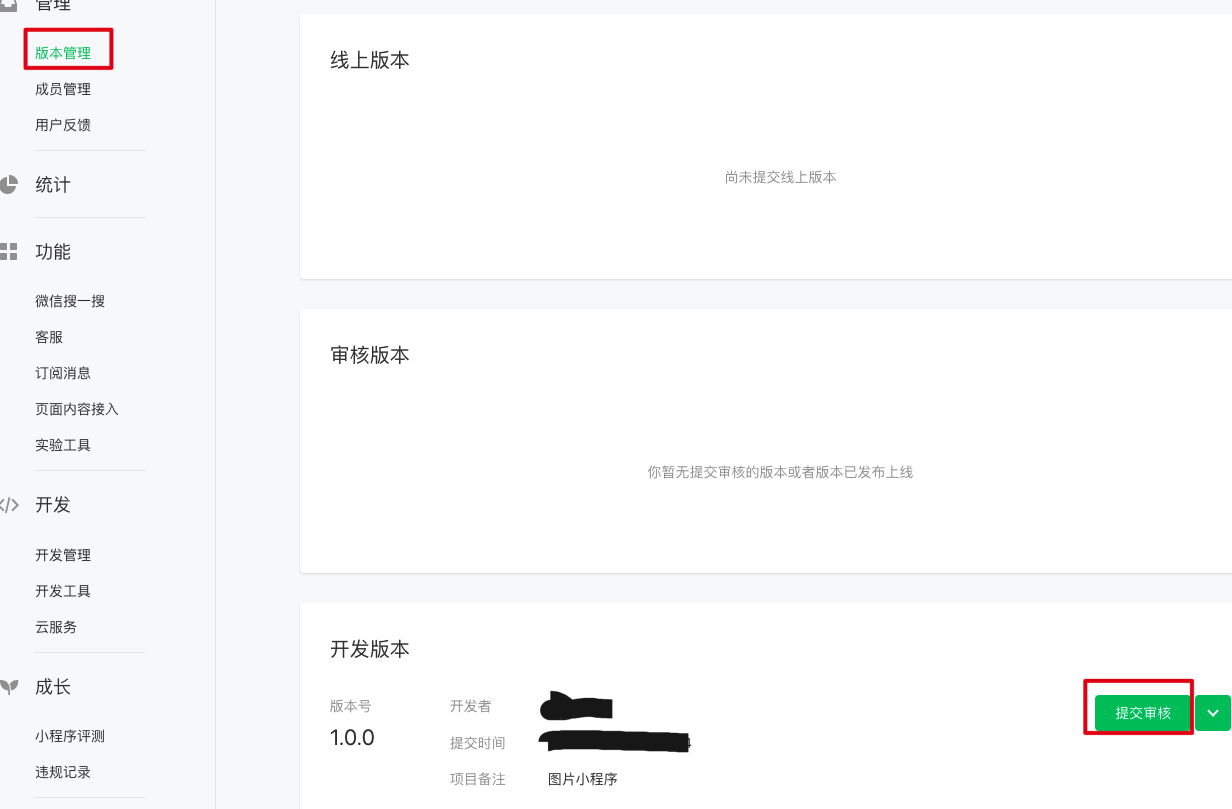 管理
版本管理
成员管理
用户反馈
统计
功能
微信搜一搜
客服
订阅消息
页面内容接入
实验工具
开发
开发管理
开发工具
云服务
成长
小程序评测
违规记录
线上版本
尚未提交线上版本
审核版本
你暂无提交审核的版本或者版本已发布上线
开发版本
版本号
1.0.0
开发者
提交时间
项目备注 图片小程序
提交审核